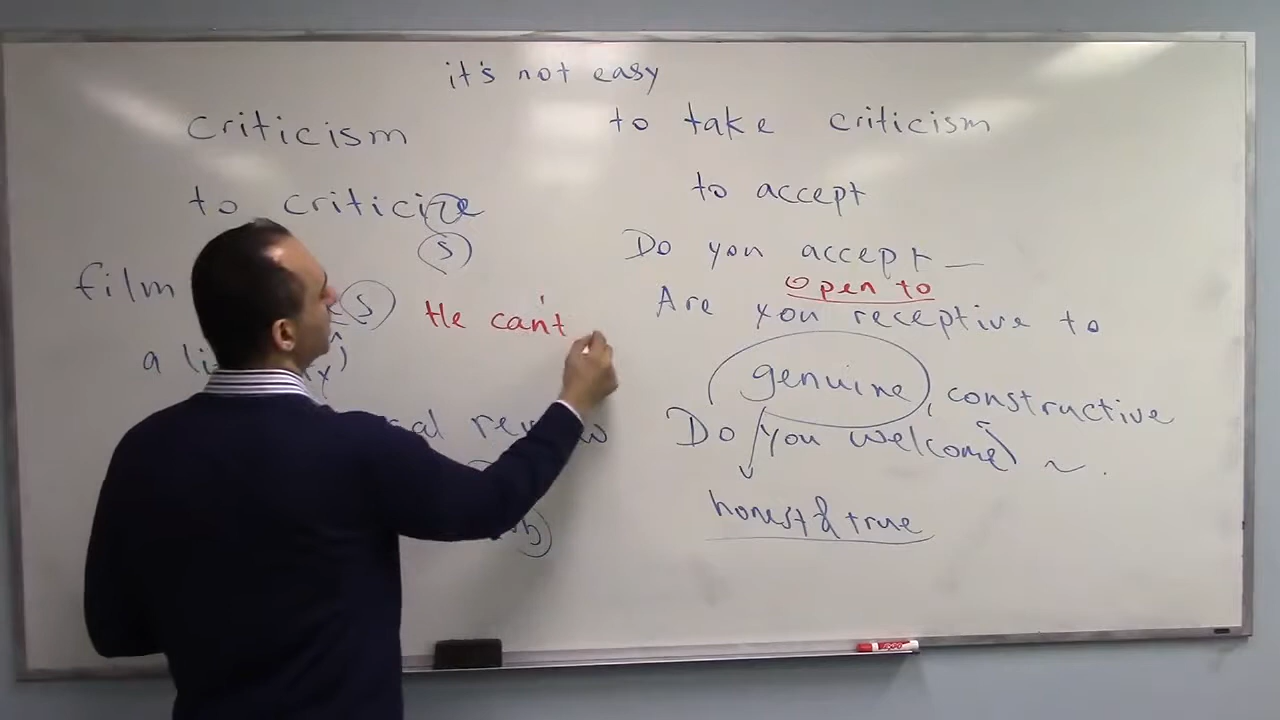 it's not easy
criticism
to criticize
s
film
s
He can't
a
to take criticism
to accept
Do you accept —
open to
Are you receptive to
genuine, constructive
Do you welcome ~ .
honest & true